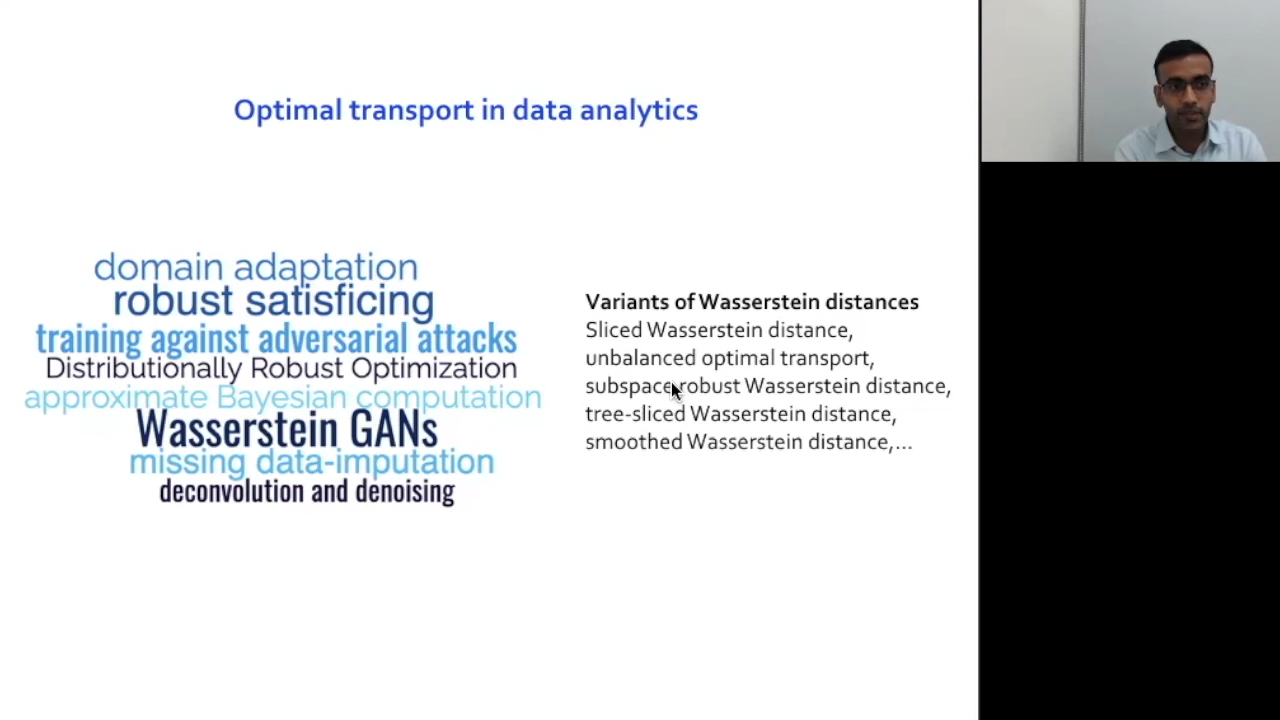 Optimal transport in data analytics
domain adaptation
robust satisficing
training against adversarial attacks
Distributionally Robust Optimization
approximate Bayesian computation
Wasserstein GANs
missing data-imputation
deconvolution and denoising
Variants of Wasserstein distances
Sliced Wasserstein distance,
unbalanced optimal transport,
subspace robust Wasserstein distance,
tree-sliced Wasserstein distance,
smoothed Wasserstein distance,...